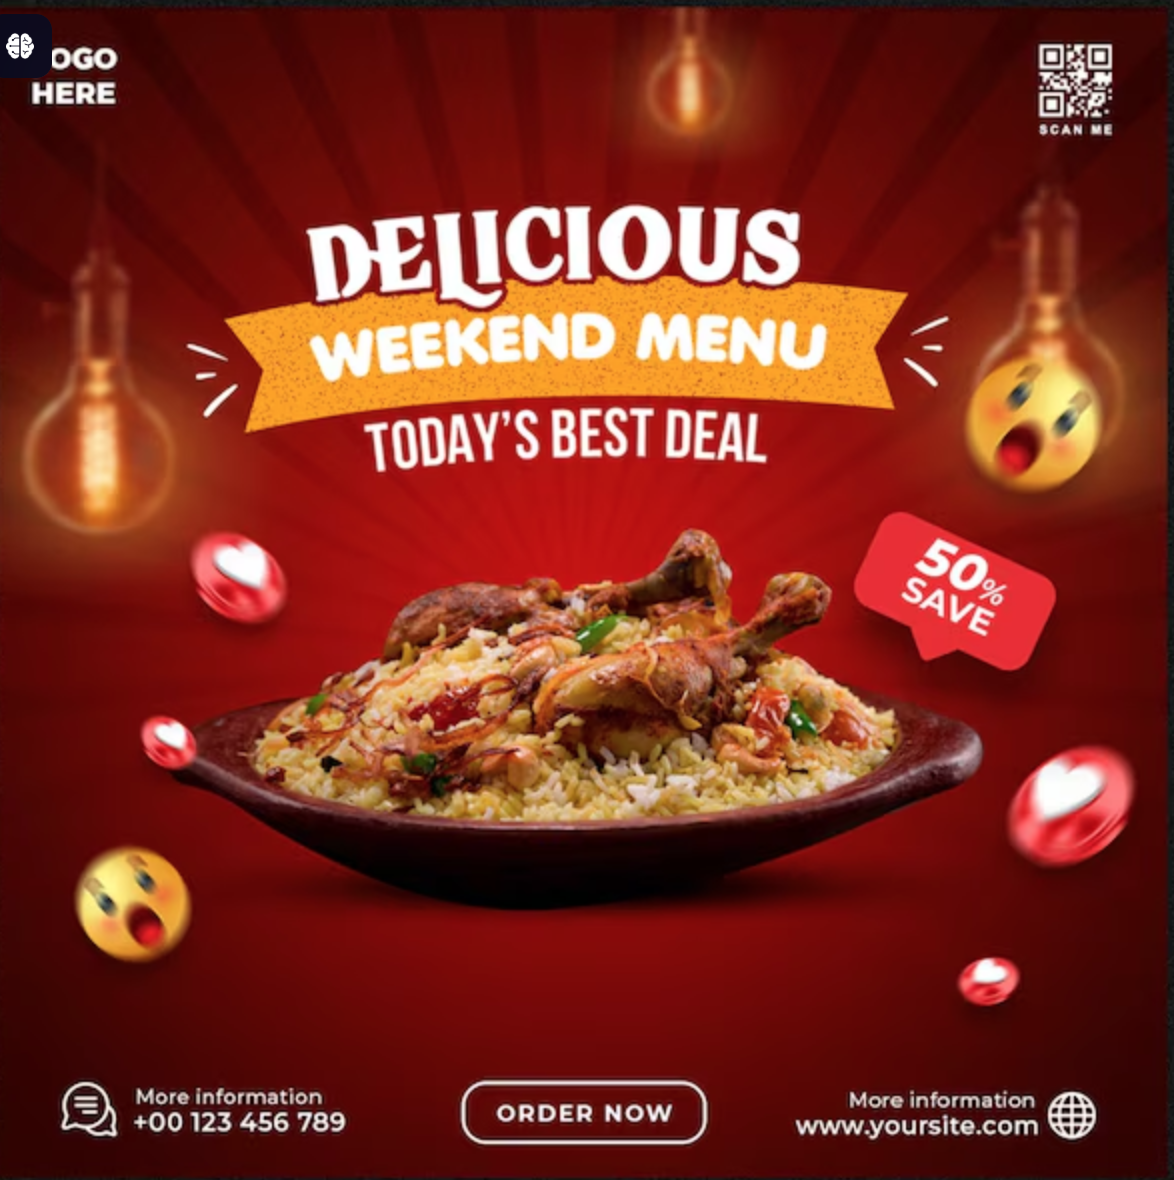 OGO
HERE
SCAN ME
DELICIOUS
WEEKEND MENU
TODAY'S BEST DEAL
50%
SAVE
More information
+00 123 456 789
ORDER NOW
More information
www.yoursite.com